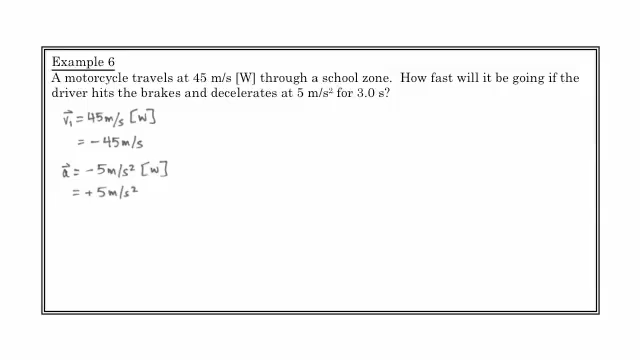 Example 6
A motorcycle travels at 45 m/s [W] through a school zone. How fast will it be going if the
driver hits the brakes and decelerates at 5 m/s² for 3.0 s?
v⃗₁ = 45 m/s [W]
= - 45 m/s
a⃗ = - 5 m/s² [W]
= + 5 m/s²